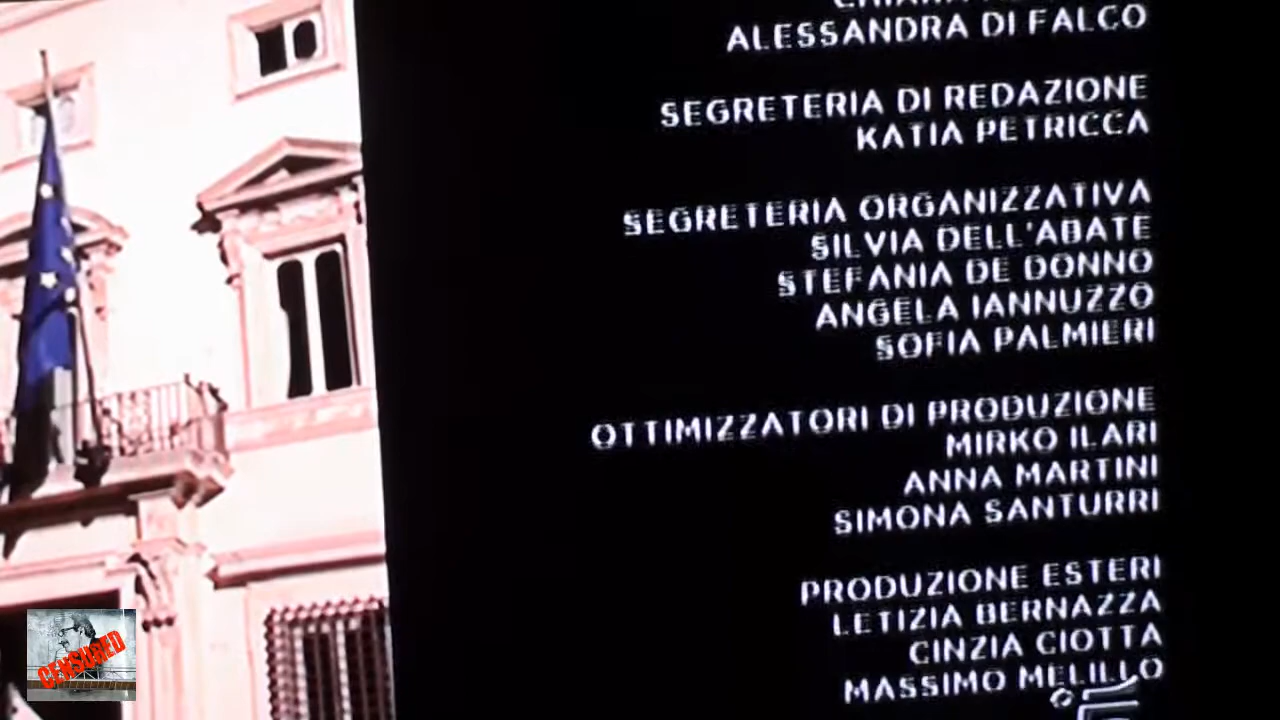 ALESSANDRA DI FALCO
SEGRETERIA DI REDAZIONE
KATIA PETRICCA
SEGRETERIA ORGANIZZATIVA
SILVIA DELL'ABATE
STEFANIA DE DONNO
ANGELA IANNUZZO
SOFIA PALMIERI
OTTIMIZZATORI DI PRODUZIONE
MIRKO ILARI
ANNA MARTINI
SIMONA SANTURRI
PRODUZIONE ESTERI
LETIZIA BERNAZZA
CINZIA CIOTTA
MASSIMO MELILLO
CENSURED